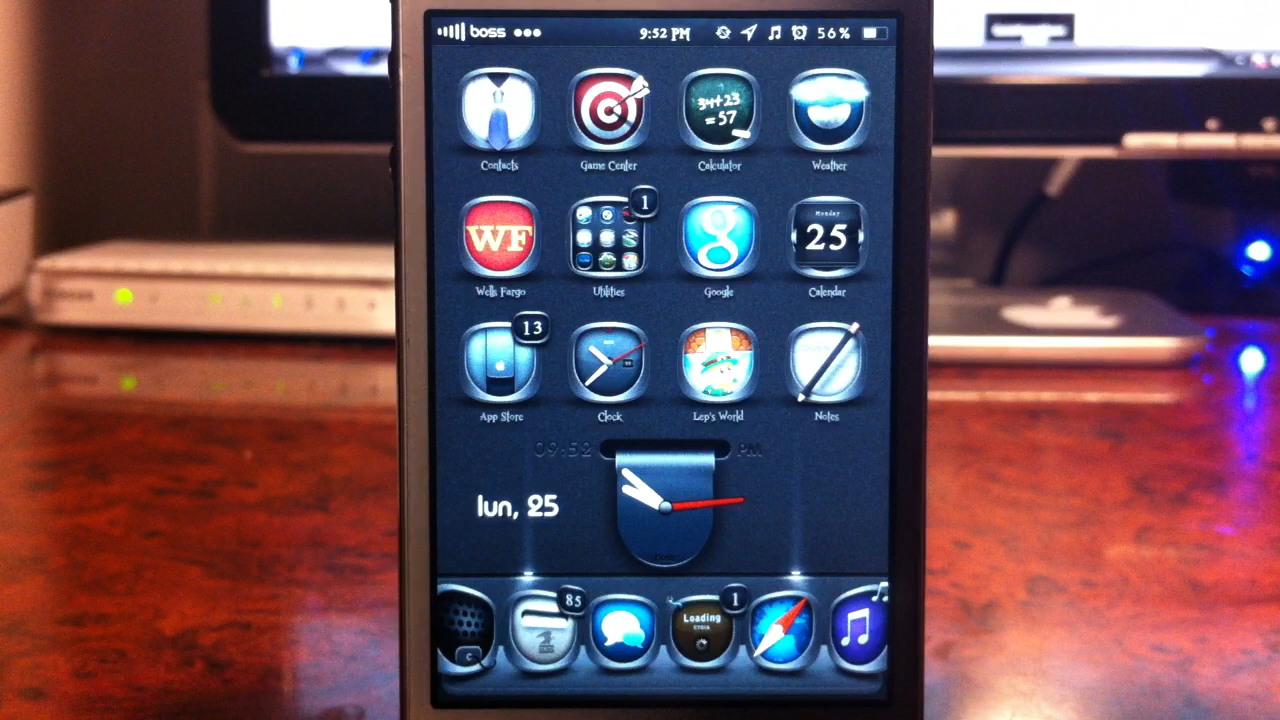 boss 9:52 PM 56%
34+23
=57
Contacts Game Center Calculator Weather
1
WF
Monday
25
Wells Fargo Utilities Google Calendar
13
App Store Clock Lep's World Notes
09:52 PM
lun, 25
85 1
Loading
CYDIA